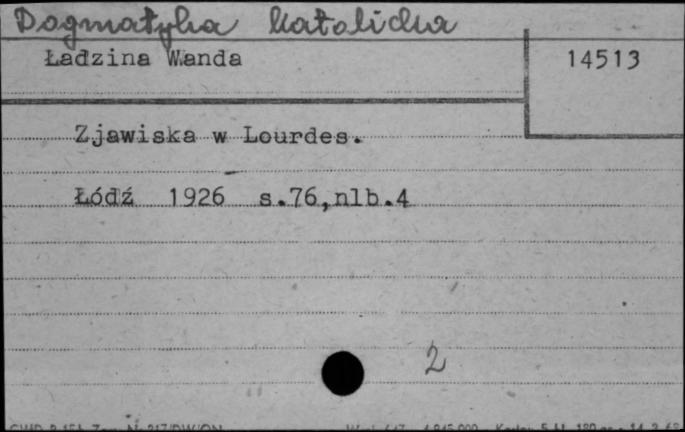 Dogmatyka katolicka
Ładzina Wanda
14513
Zjawiska w Lourdes.
Łódź 1926 s.76,nlb.4
2